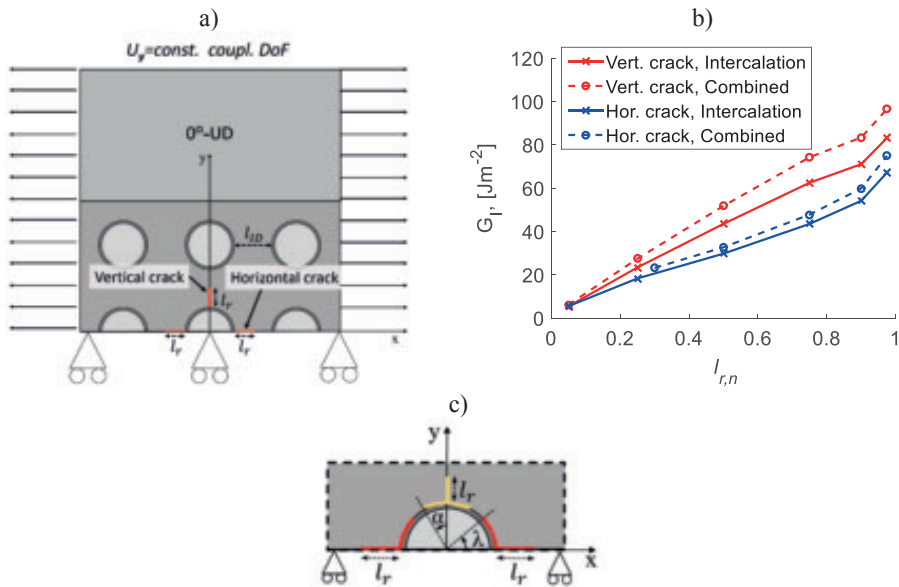 a)
U_y=const. coupl. DoF
0°-UD
y
l_ID
Vertical crack
Horizontal crack
l_r
x
l_r
l_r
b)
Vert. crack, Intercalation
Vert. crack, Combined
Hor. crack, Intercalation
Hor. crack, Combined
G_I, [Jm^-2]
120
100
80
60
40
20
0
0
0.2
0.4
0.6
0.8
1
l_r,n
c)
y
l_r
α
λ
x
l_r
l_r